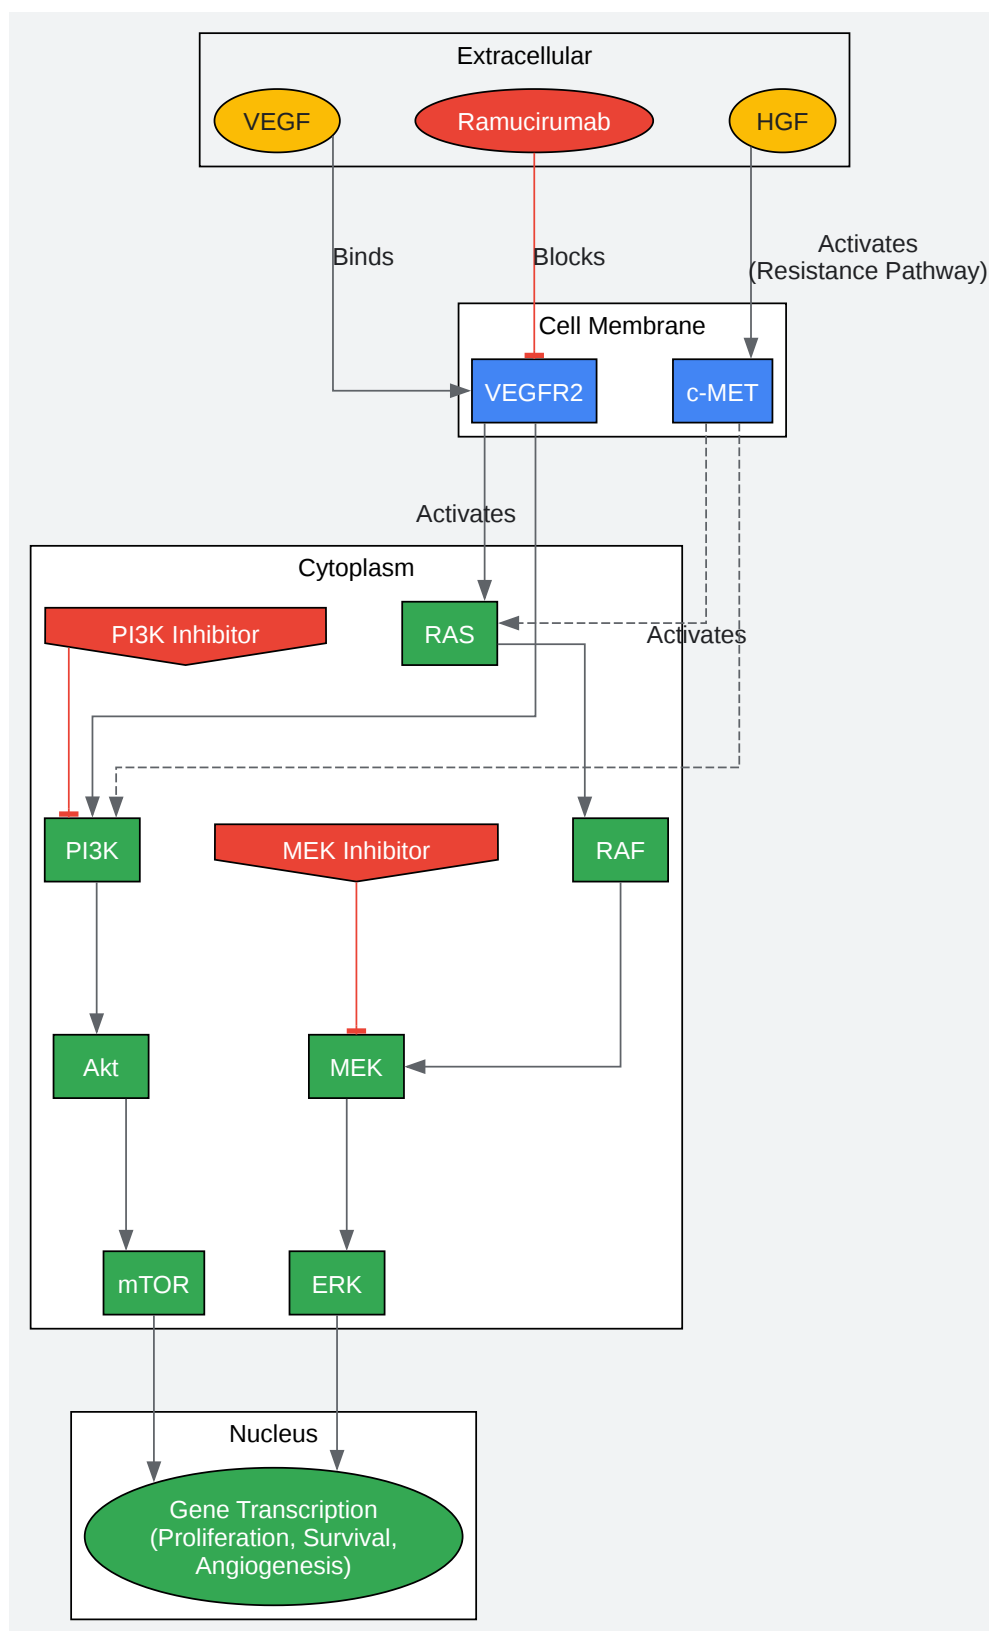 Extracellular
VEGF
Ramucirumab
HGF
Binds
Blocks
Activates
(Resistance Pathway)
Cell Membrane
VEGFR2
c-MET
Activates
Cytoplasm
PI3K Inhibitor
RAS
Activates
PI3K
MEK Inhibitor
RAF
Akt
MEK
mTOR
ERK
Nucleus
Gene Transcription
(Proliferation, Survival,
Angiogenesis)